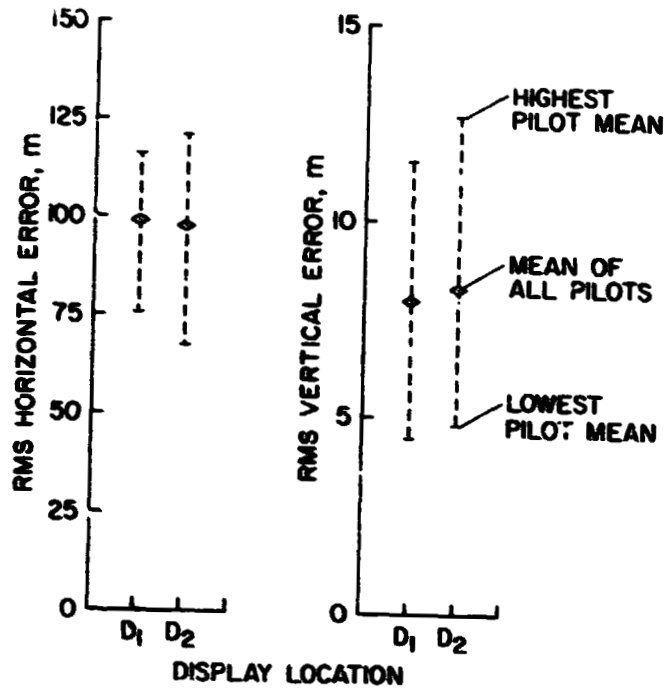 RMS HORIZONTAL ERROR, m
150
125
100
75
50
25
0
D1 D2
RMS VERTICAL ERROR, m
15
10
5
0
D1 D2
HIGHEST
PILOT MEAN
MEAN OF
ALL PILOTS
LOWEST
PILOT MEAN
DISPLAY LOCATION